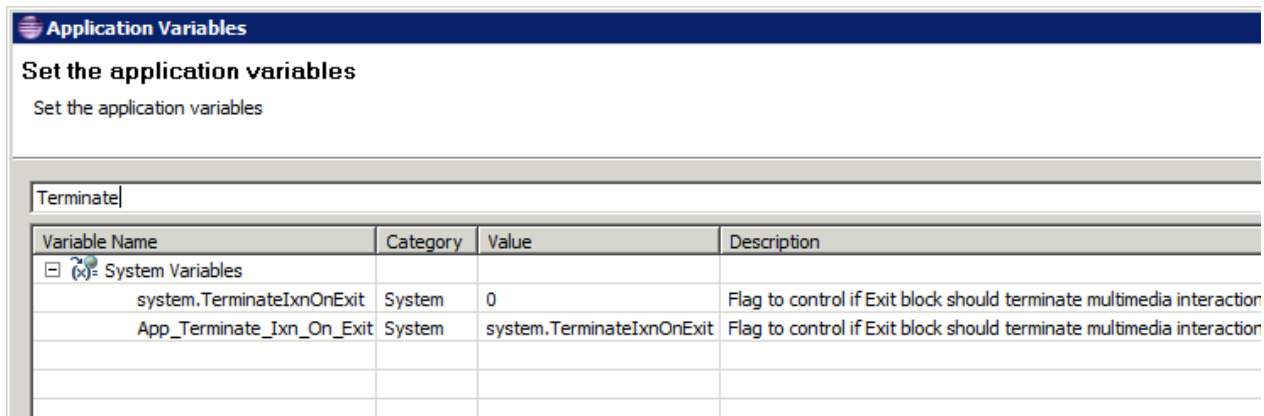 Application Variables
Set the application variables
Set the application variables
Terminate
Variable Name Category Value Description
System Variables
system.TerminateIxnOnExit System 0 Flag to control if Exit block should terminate multimedia interaction
App_Terminate_Ixn_On_Exit System system.TerminateIxnOnExit Flag to control if Exit block should terminate multimedia interaction